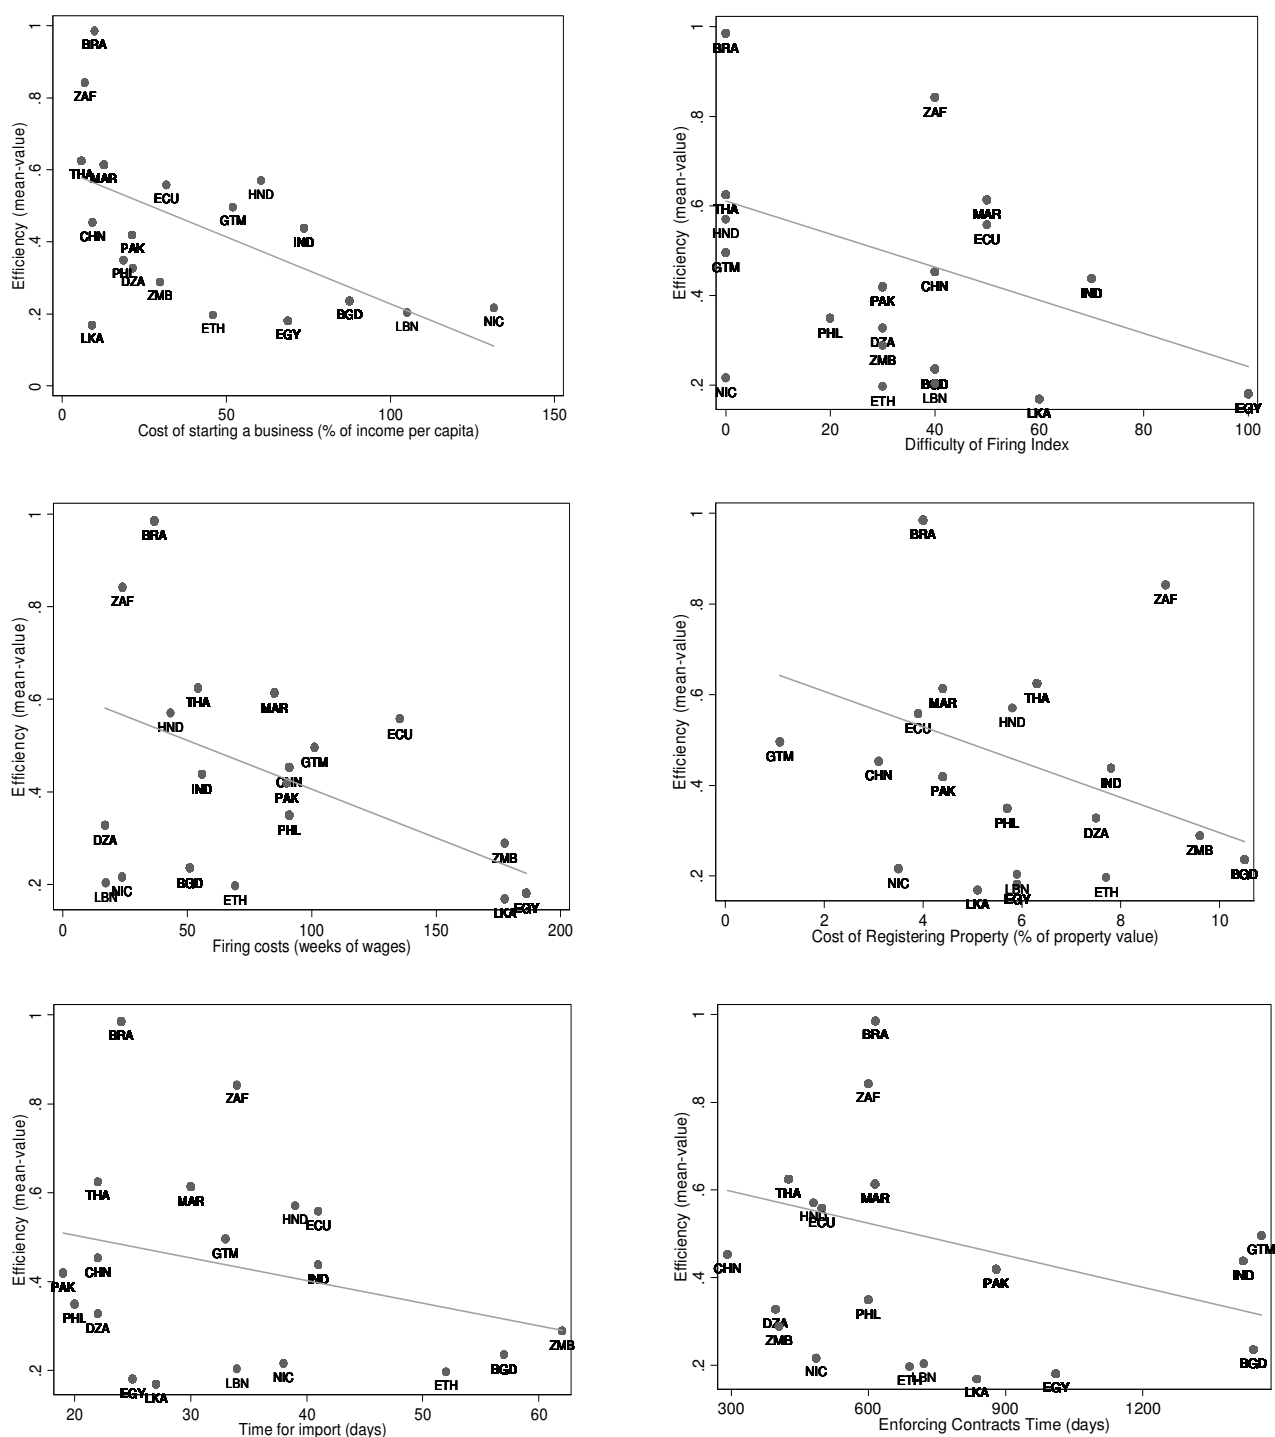 Efficiency (mean-value)
0 .2 .4 .6 .8 1
BRA
ZAF
THA MAR
ECU HND
GTM
CHN PAK IND
PHL
DZA
ZMB
LKA ETH EGY BGD LBN NIC
0 50 100 150
Cost of starting a business (% of income per capita)
Efficiency (mean-value)
.2 .4 .6 .8 1
BRA
ZAF
THA
MAR
HND
ECU
GTM
CHN
PAK IND
PHL
DZA
ZMB
NIC BGD
ETH LBN
LKA EGY
0 20 40 60 80 100
Difficulty of Firing Index
Efficiency (mean-value)
.2 .4 .6 .8 1
BRA
ZAF
THA MAR
HND
ECU
GTM
CHN
IND PAK
PHL
DZA
ZMB
BGD
LBN NIC
ETH
LKA EGY
0 50 100 150 200
Firing costs (weeks of wages)
Efficiency (mean-value)
.2 .4 .6 .8 1
BRA
ZAF
THA
MAR
HND
ECU
GTM
CHN IND
PAK
PHL DZA
ZMB
BGD
NIC LBN ETH
EGY
LKA
0 2 4 6 8 10
Cost of Registering Property (% of property value)
Efficiency (mean-value)
.2 .4 .6 .8 1
BRA
ZAF
THA MAR
HND ECU
GTM
CHN IND
PAK
PHL
DZA
ZMB
BGD
LBN NIC ETH
EGY LKA
20 30 40 50 60
Time for import (days)
Efficiency (mean-value)
.2 .4 .6 .8 1
BRA
ZAF
THA MAR
HND
ECU
GTM
CHN IND
PAK
PHL
DZA
ZMB
BGD
NIC
ETH LBN
LKA EGY
300 600 900 1200
Enforcing Contracts Time (days)